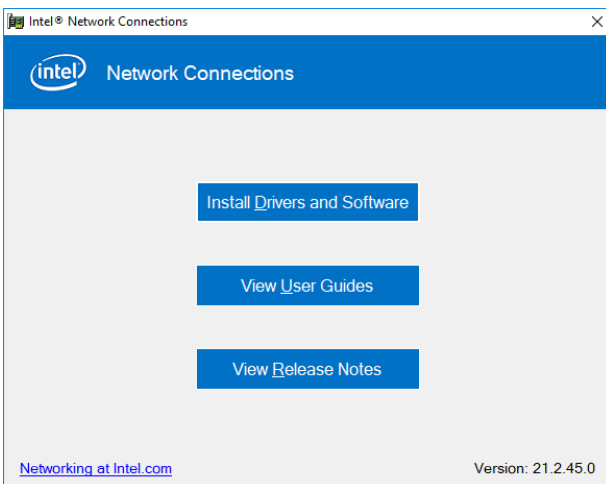 Intel® Network Connections
intel Network Connections
Install Drivers and Software
View User Guides
View Release Notes
Networking at Intel.com Version: 21.2.45.0